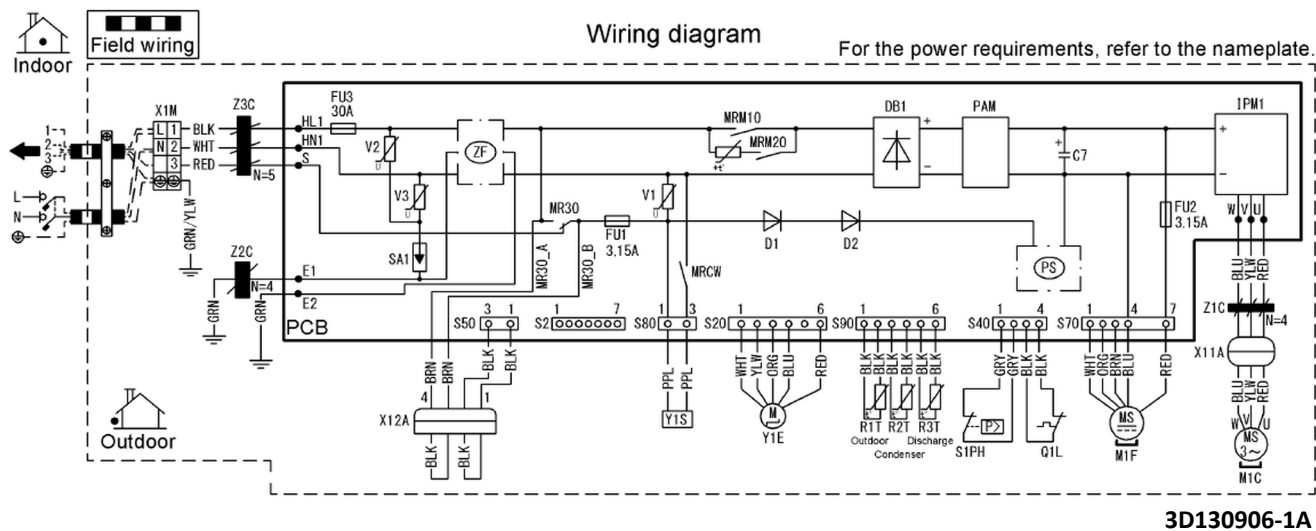 Wiring diagram
For the power requirements, refer to the nameplate.
Field wiring
Indoor
X1M
Z3C
FU3
30A
HL1
HN1
S
L 1 BLK
N 2 WHT
3 RED
N=5
1
2
3
L
N
GRN/YLW
V2
V3
ZF
V1
U
U
U
MRM10
MRM20
+t°
DB1
+
-
PAM
+
C7
IPM1
+
-
W V U
MR30
FU1
3.15A
D1
D2
PS
FU2
3.15A
SA1
MR30_A
MR30_B
MRCW
Z2C
N=4
E1
E2
GRN
GRN
PCB
S50 3 1
S2 1 7
S80 1 3
S20 1 6
S90 1 6
S40 1 4
S70 1 4 7
BLU YLW RED
Z1C
N=4
X11A
BLU YLW RED
W V U
MS
3~
M1C
BRN BRN BLK BLK
4 1
X12A
BLK BLK
PPL PPL
Y1S
WHT YLW ORG BLU RED
M
Y1E
BLK BLK BLK BLK BLK BLK
t° t° t°
R1T R2T R3T
Outdoor Discharge
Condenser
GRY GRY BLK BLK
P>
S1PH
Q1L
WHT ORG BRN BLU RED
MS
M1F
Outdoor
3D130906-1A